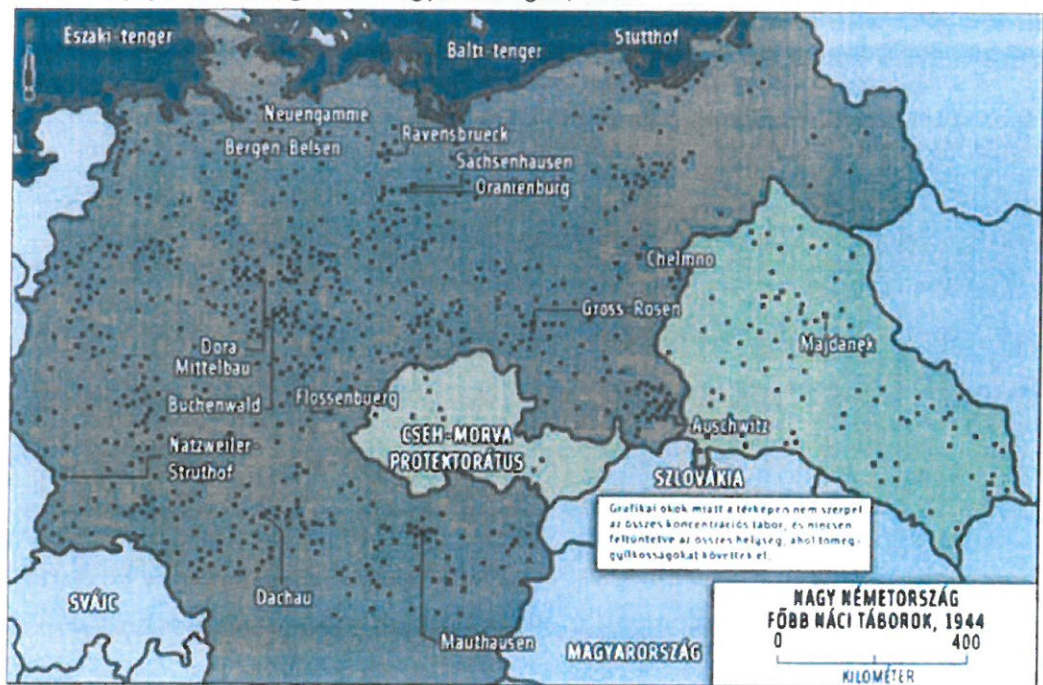 Északi-tenger
Balti-tenger
Stutthof
Neuengamme
Bergen Belsen
Ravensbrueck
Sachsenhausen
Oranienburg
Chelmno
Gross-Rosen
Majdanek
Dora
Mittelbau
Buchenwald
Flossenbuerg
Auschwitz
Natzweiler-
Struthof
CSEH-MORVA
PROTEKTORÁTUS
SZLOVÁKIA
Grafikai okok miatt a térképen nem szerepel
az összes koncentrációs tábor, és nincsen
feltüntetve az összes helység, ahol tömeg-
gyilkosságokat követtek el.
SVÁJC
Dachau
Mauthausen
MAGYARORSZÁG
NAGY NÉMETORSZÁG
FŐBB NÁCI TÁBOROK, 1944
0 400
KILOMÉTER